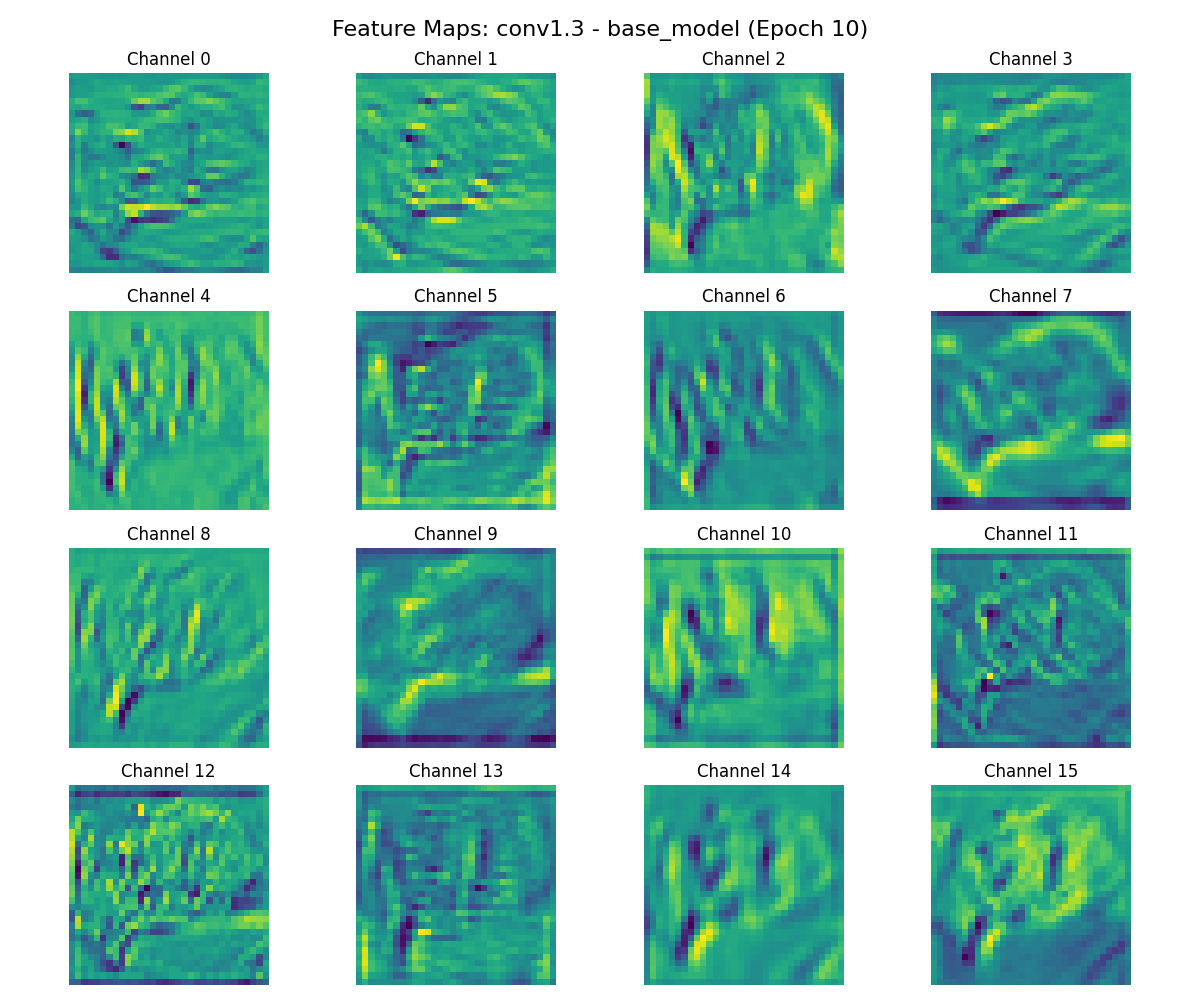 Feature Maps: conv1.3 - base_model (Epoch 10)
Channel 0 Channel 1 Channel 2 Channel 3
Channel 4 Channel 5 Channel 6 Channel 7
Channel 8 Channel 9 Channel 10 Channel 11
Channel 12 Channel 13 Channel 14 Channel 15